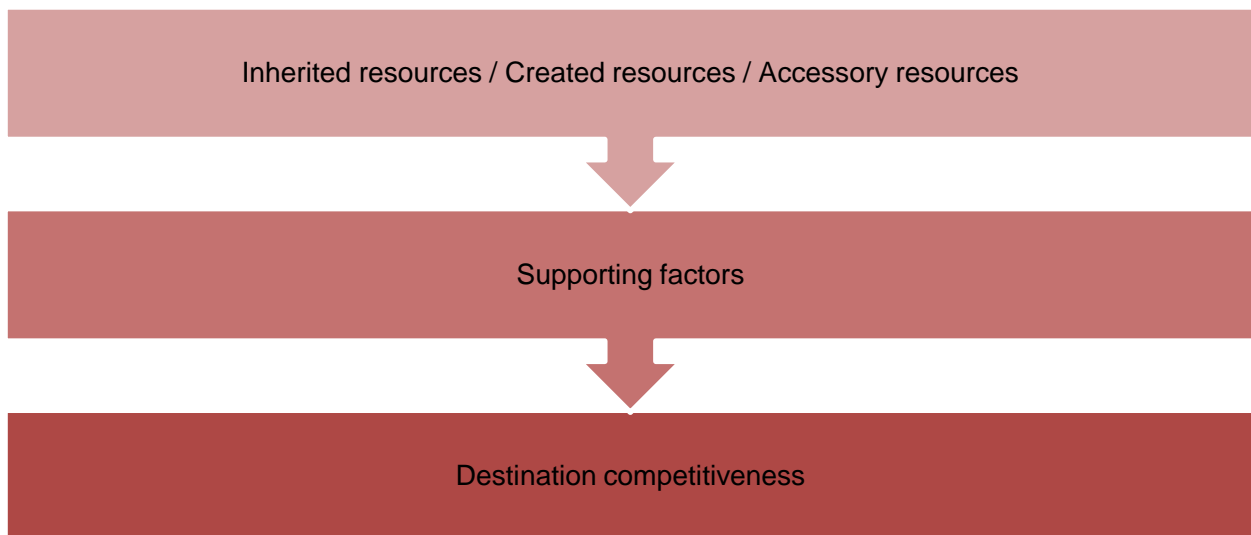 Inherited resources / Created resources / Accessory resources
Supporting factors
Destination competitiveness